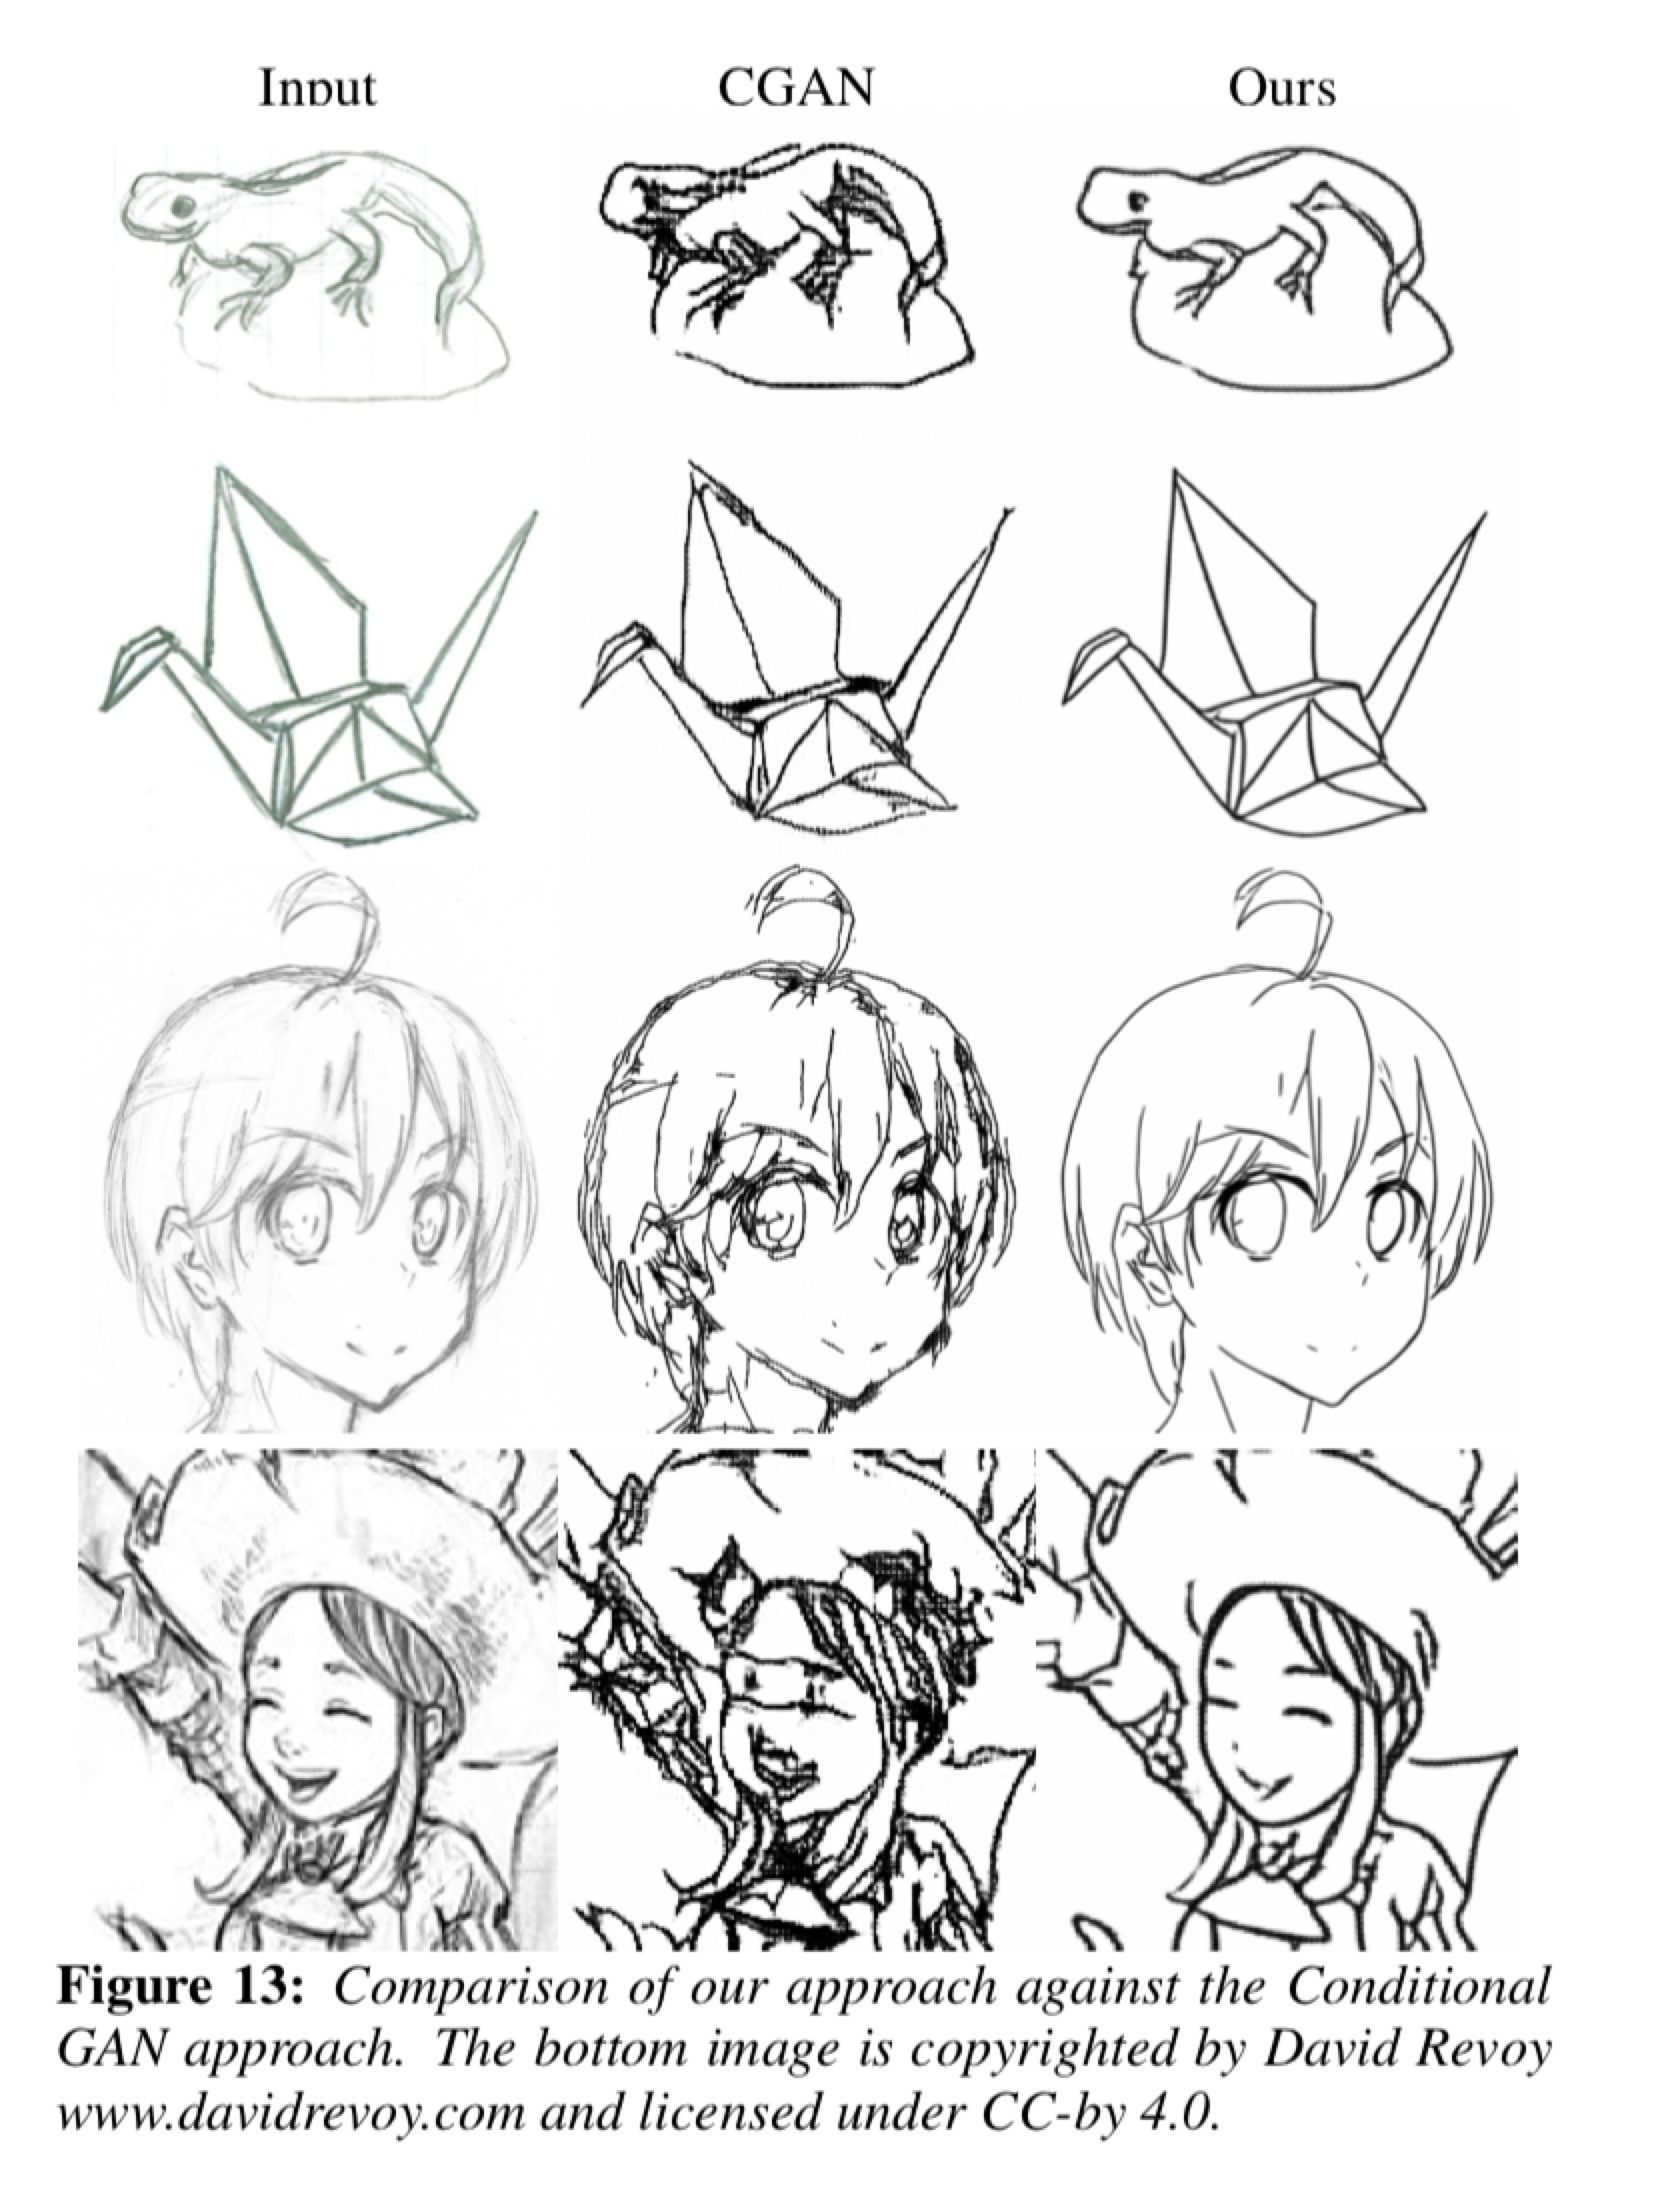 Input CGAN Ours
Figure 13: Comparison of our approach against the Conditional
GAN approach. The bottom image is copyrighted by David Revoy
www.davidrevoy.com and licensed under CC-by 4.0.